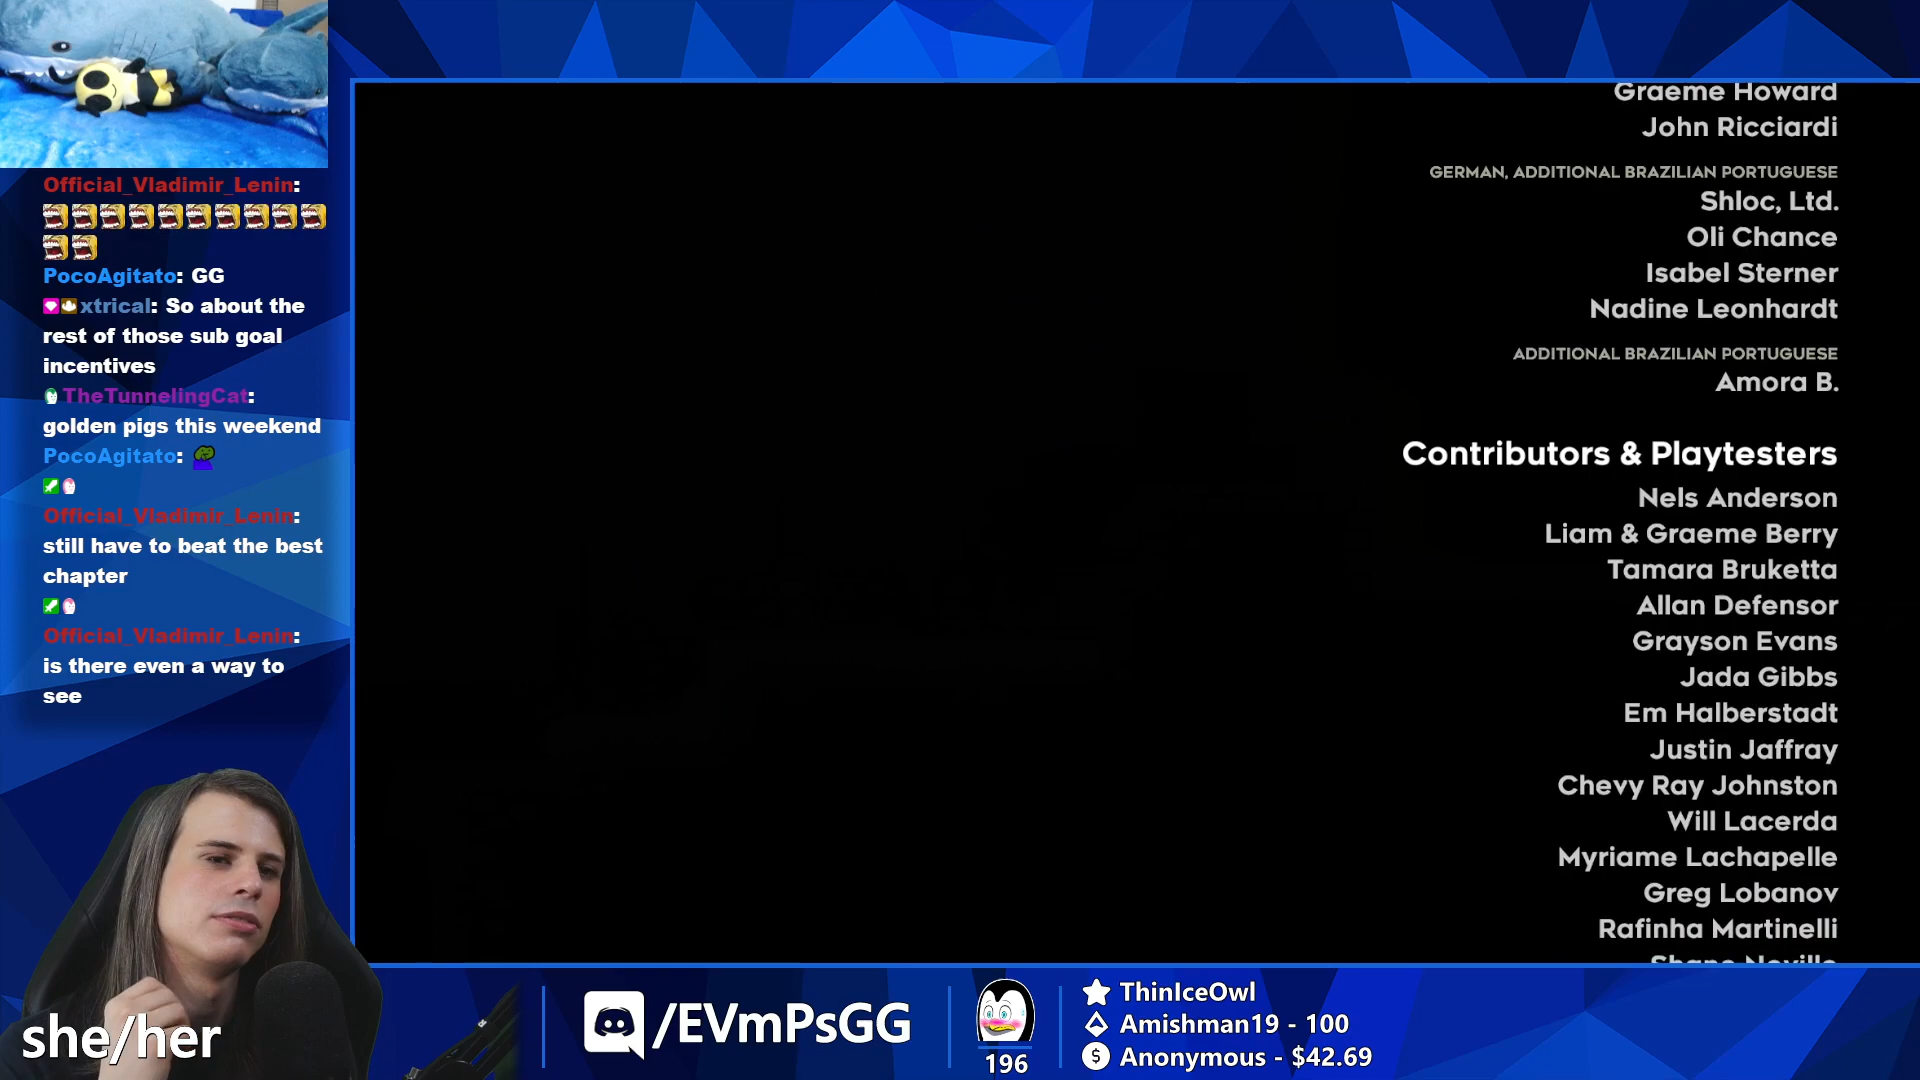 Official_Vladimir_Lenin:
PocoAgitato: GG
xtrical: So about the
rest of those sub goal
incentives
TheTunnelingCat:
golden pigs this weekend
PocoAgitato:
Official_Vladimir_Lenin:
still have to beat the best
chapter
Official_Vladimir_Lenin:
is there even a way to
see
she/her
Graeme Howard
John Ricciardi
GERMAN, ADDITIONAL BRAZILIAN PORTUGUESE
Shloc, Ltd.
Oli Chance
Isabel Sterner
Nadine Leonhardt
ADDITIONAL BRAZILIAN PORTUGUESE
Amora B.
Contributors & Playtesters
Nels Anderson
Liam & Graeme Berry
Tamara Bruketta
Allan Defensor
Grayson Evans
Jada Gibbs
Em Halberstadt
Justin Jaffray
Chevy Ray Johnston
Will Lacerda
Myriame Lachapelle
Greg Lobanov
Rafinha Martinelli
/EVmPsGG
196
ThinIceOwl
Amishman19 - 100
$ Anonymous - $42.69